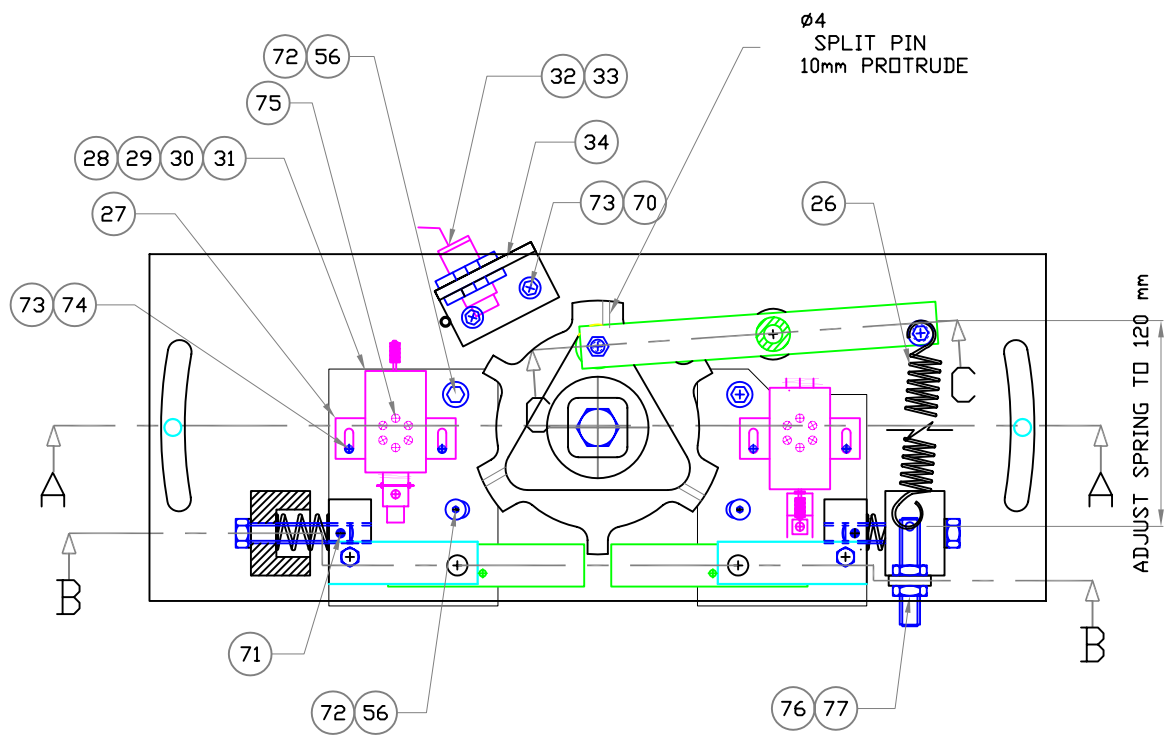 Ø4
SPLIT PIN
10mm PROTRUDE
72 56
32 33
75
34
28 29 30 31
73 70
26
27
73 74
ADJUST SPRING TO 120 mm
C
C
A
A
B
B
71
72 56
76 77